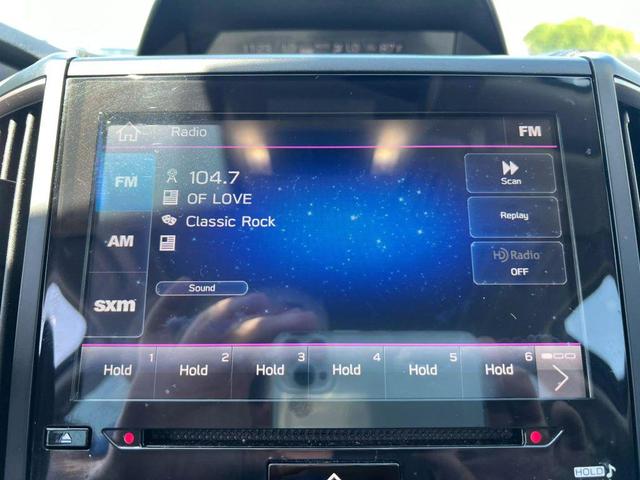 Radio FM
FM
104.7
OF LOVE
Classic Rock
AM
sxm
Scan
Replay
HD Radio
OFF
Sound
Hold 1 Hold 2 Hold 3 Hold 4 Hold 5 Hold 6
HOLD